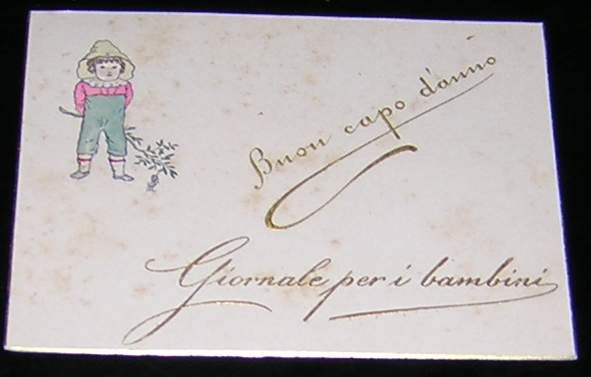 Buon capo d'anno
Giornale per i bambini